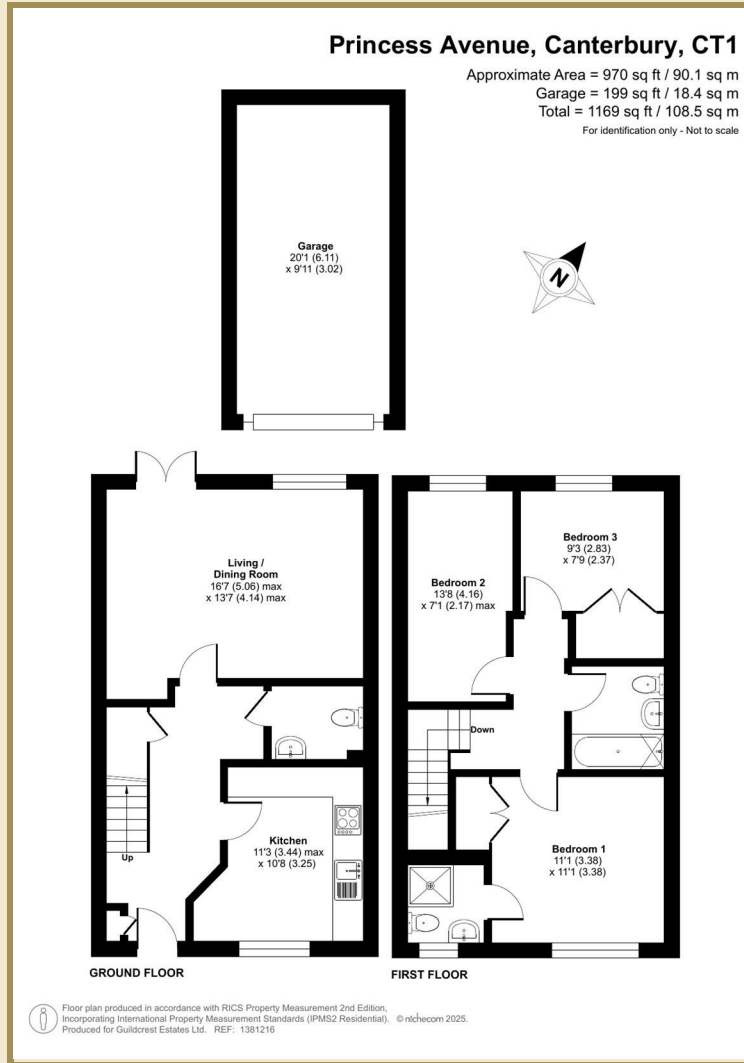 Princess Avenue, Canterbury, CT1
Approximate Area = 970 sq ft / 90.1 sq m
Garage = 199 sq ft / 18.4 sq m
Total = 1169 sq ft / 108.5 sq m
For identification only - Not to scale
Garage
20'1 (6.11)
x 9'11 (3.02)
N
Living /
Dining Room
16'7 (5.06) max
x 13'7 (4.14) max
Up
Kitchen
11'3 (3.44) max
x 10'8 (3.25)
GROUND FLOOR
Bedroom 2
13'8 (4.16)
x 7'1 (2.17) max
Bedroom 3
9'3 (2.83)
x 7'9 (2.37)
Down
Bedroom 1
11'1 (3.38)
x 11'1 (3.38)
FIRST FLOOR
Floor plan produced in accordance with RICS Property Measurement 2nd Edition,
Incorporating International Property Measurement Standards (IPMS2 Residential). © nichecom 2025.
Produced for Guildcrest Estates Ltd. REF: 1381216